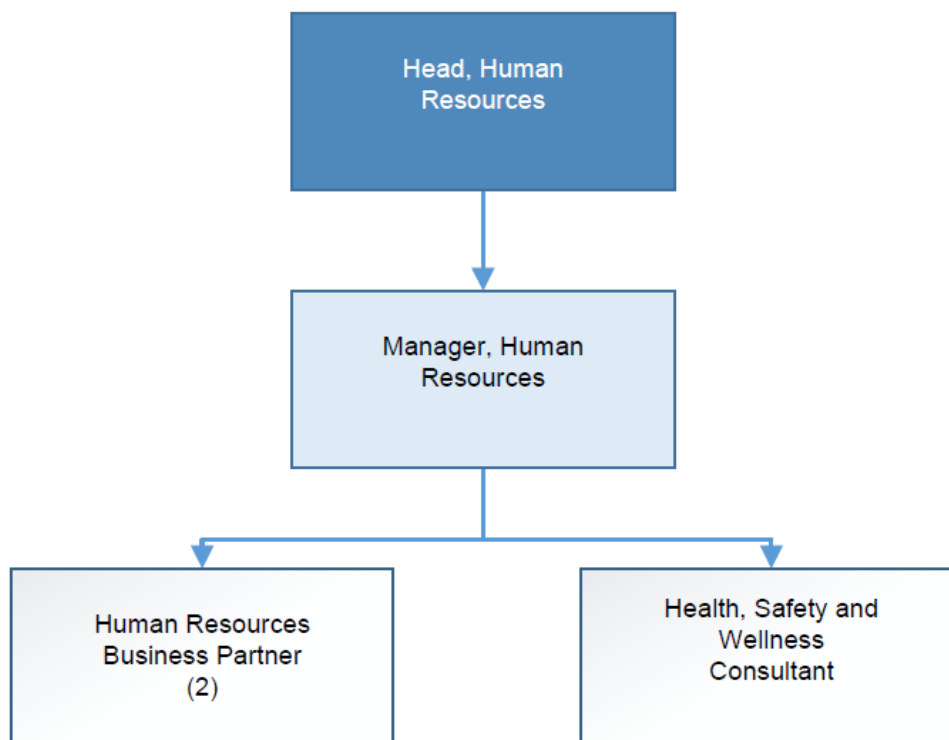 Head, Human
Resources
Manager, Human
Resources
Human Resources
Business Partner
(2)
Health, Safety and
Wellness
Consultant